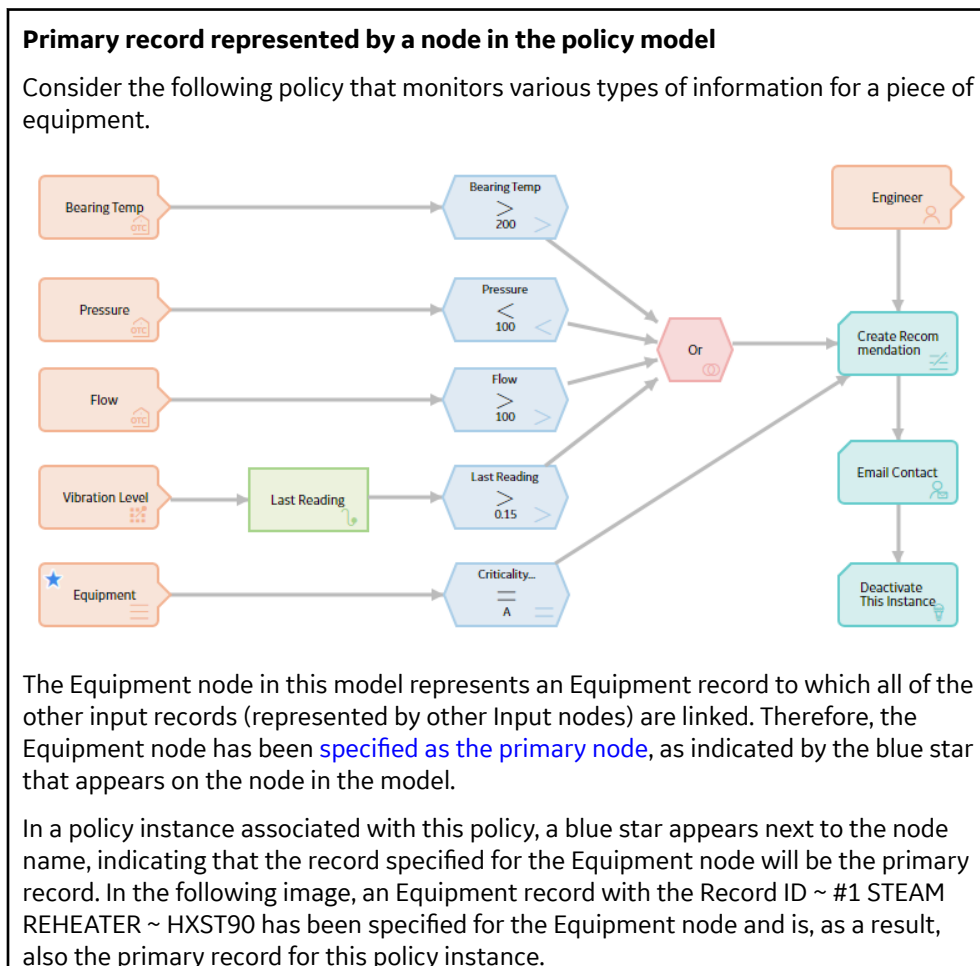 Primary record represented by a node in the policy model
Consider the following policy that monitors various types of information for a piece of
equipment.
Bearing Temp
OTC
Bearing Temp
>
200
>
Engineer
Pressure
OTC
Pressure
<
100
<
Or
Create Recom
mendation
Flow
OTC
Flow
>
100
>
Vibration Level
Last Reading
Last Reading
>
0.15
>
Email Contact
Equipment
Criticality...
=
A
=
Deactivate
This Instance
The Equipment node in this model represents an Equipment record to which all of the
other input records (represented by other Input nodes) are linked. Therefore, the
Equipment node has been specified as the primary node, as indicated by the blue star
that appears on the node in the model.
In a policy instance associated with this policy, a blue star appears next to the node
name, indicating that the record specified for the Equipment node will be the primary
record. In the following image, an Equipment record with the Record ID ~ #1 STEAM
REHEATER ~ HXST90 has been specified for the Equipment node and is, as a result,
also the primary record for this policy instance.